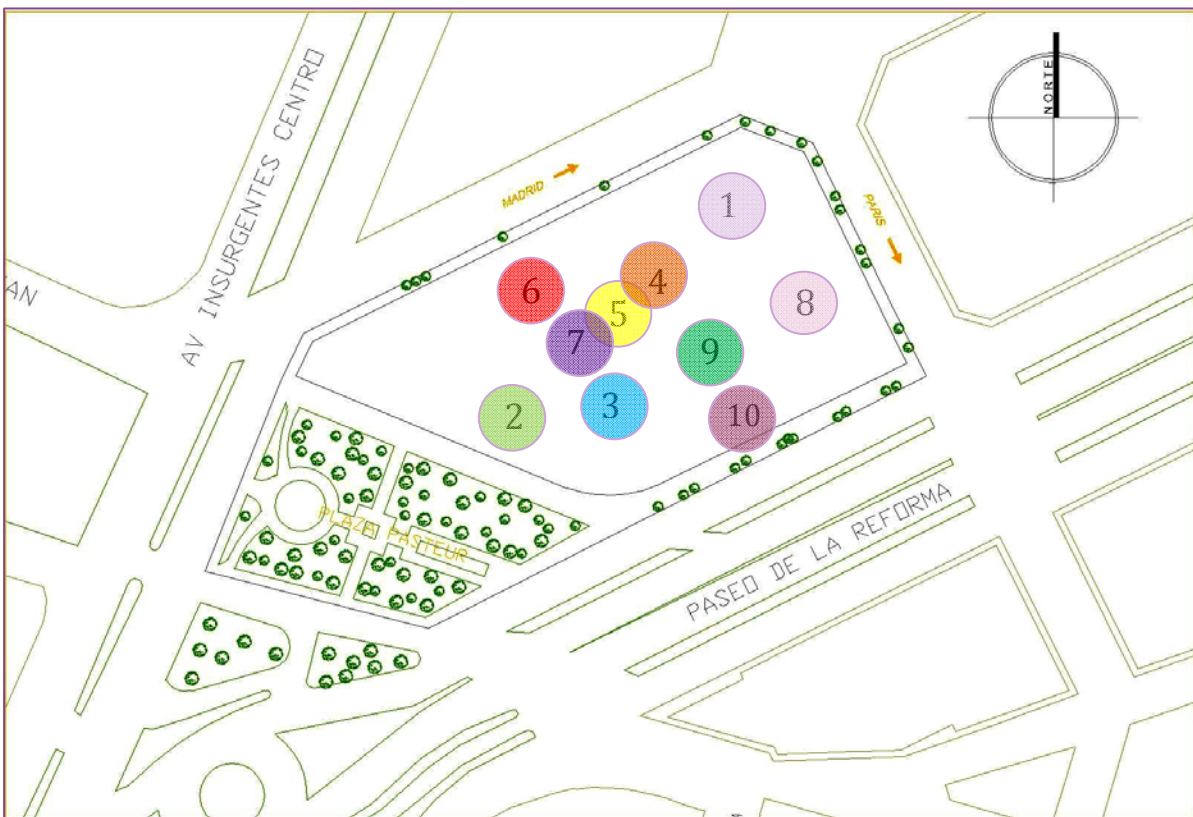 NORTE
AV INSURGENTES CENTRO
MADRID
PARIS
1
4
6
5
8
7
9
AN
3
2
10
PLAZA PASTEUR
PASEO DE LA REFORMA